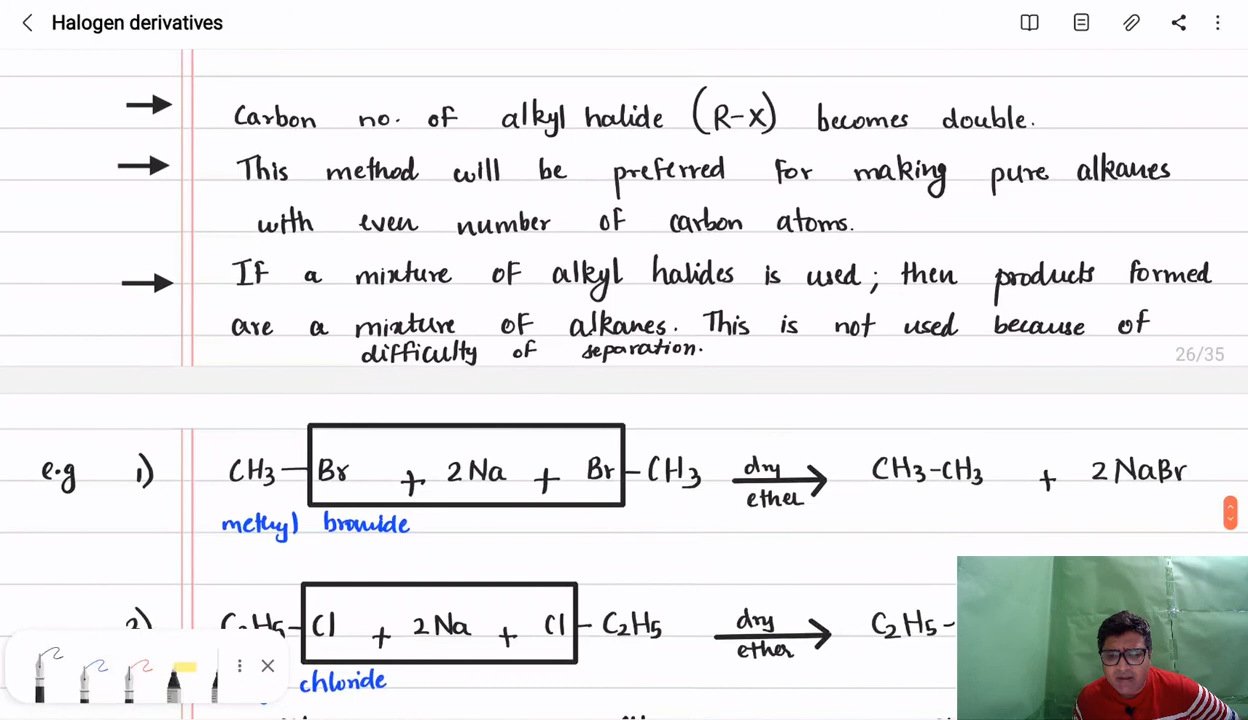 Halogen derivatives
Carbon no. of alkyl halide (R-X) becomes double.
This method will be preferred for making pure alkanes
with even number of carbon atoms.
If a mixture of alkyl halides is used; then products formed
are a mixture of alkanes. This is not used because of
difficulty of separation.
26/35
e.g 1) CH3-Br + 2Na + Br-CH3 dry ether → CH3-CH3 + 2NaBr
methyl bromide
2) C2H5-Cl + 2Na + Cl-C2H5 dry ether → C2H5-
chloride